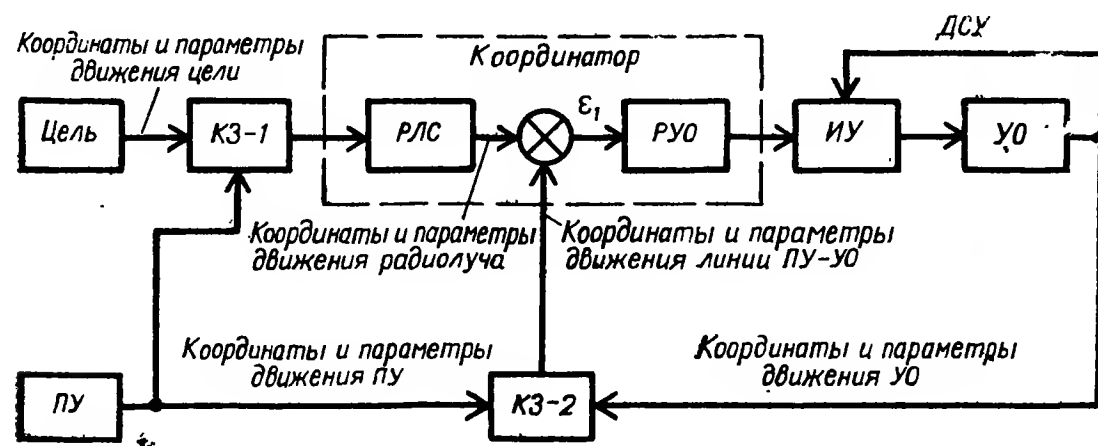 ДСУ
Координаты и параметры
движения цели
Координатор
Цель
КЗ-1
РЛС
ε₁
РУО
ИУ
УО
Координаты и параметры
движения радиолуча
Координаты и параметры
движения линии ПУ-УО
Координаты и параметры
движения ПУ
Координаты и параметры
движения УО
ПУ
КЗ-2